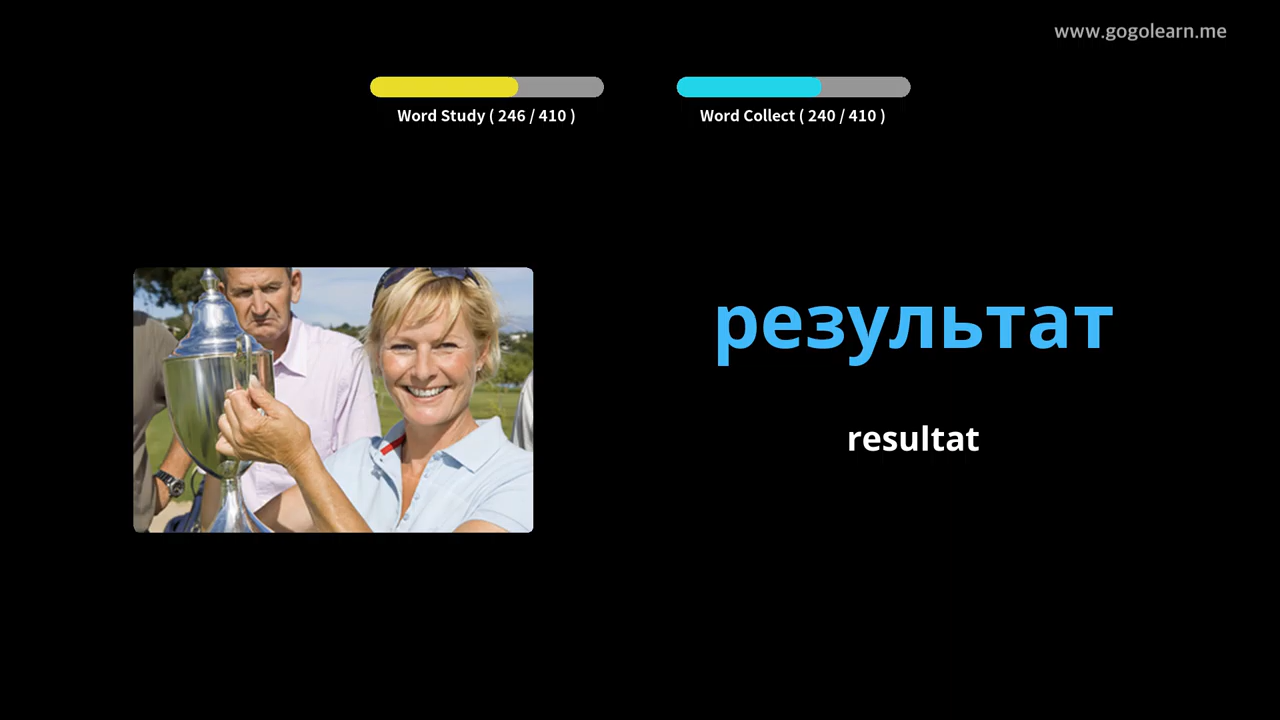 www.gogolearn.me
Word Study ( 246 / 410 )
Word Collect ( 240 / 410 )
результат
resultat